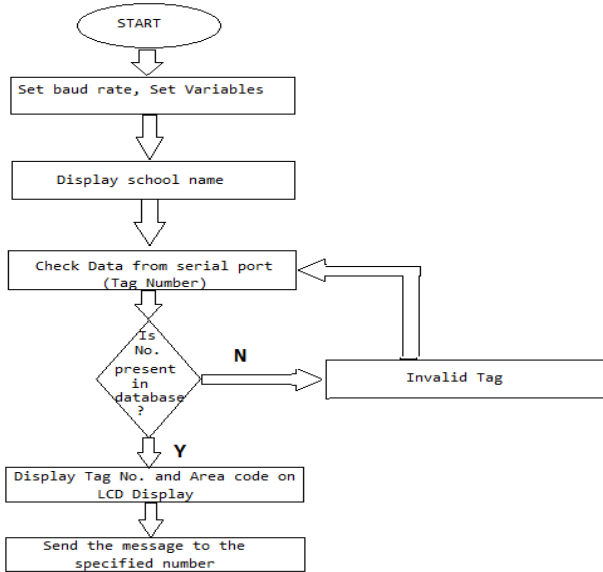 START
Set baud rate, Set Variables
Display school name
Check Data from serial port
(Tag Number)
Is
No.
present
in
database
?
N
Invalid Tag
Y
Display Tag No. and Area code on
LCD Display
Send the message to the
specified number